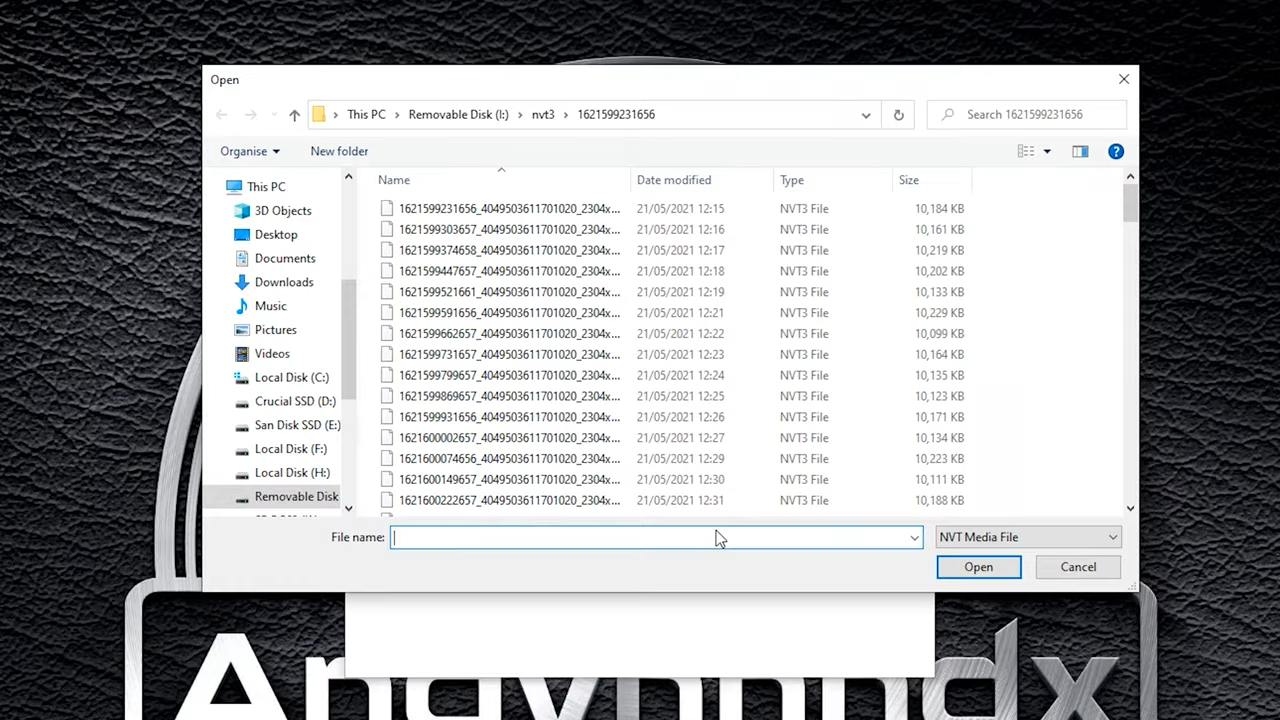 Open
This PC > Removable Disk (I:) > nvt3 > 1621599231656
Search 1621599231656
Organise
New folder
?
Name
Date modified
Type
Size
This PC
3D Objects
Desktop
Documents
Downloads
Music
Pictures
Videos
Local Disk (C:)
Crucial SSD (D:)
San Disk SSD (E:)
Local Disk (F:)
Local Disk (H:)
Removable Disk
1621599231656_4049503611701020_2304x... 21/05/2021 12:15 NVT3 File 10,184 KB
1621599303657_4049503611701020_2304x... 21/05/2021 12:16 NVT3 File 10,161 KB
1621599374658_4049503611701020_2304x... 21/05/2021 12:17 NVT3 File 10,219 KB
1621599447657_4049503611701020_2304x... 21/05/2021 12:18 NVT3 File 10,202 KB
1621599521661_4049503611701020_2304x... 21/05/2021 12:19 NVT3 File 10,133 KB
1621599591656_4049503611701020_2304x... 21/05/2021 12:21 NVT3 File 10,229 KB
1621599662657_4049503611701020_2304x... 21/05/2021 12:22 NVT3 File 10,099 KB
1621599731657_4049503611701020_2304x... 21/05/2021 12:23 NVT3 File 10,164 KB
1621599799657_4049503611701020_2304x... 21/05/2021 12:24 NVT3 File 10,135 KB
1621599869657_4049503611701020_2304x... 21/05/2021 12:25 NVT3 File 10,123 KB
1621599931656_4049503611701020_2304x... 21/05/2021 12:26 NVT3 File 10,171 KB
1621600002657_4049503611701020_2304x... 21/05/2021 12:27 NVT3 File 10,134 KB
1621600074656_4049503611701020_2304x... 21/05/2021 12:29 NVT3 File 10,223 KB
1621600149657_4049503611701020_2304x... 21/05/2021 12:30 NVT3 File 10,111 KB
1621600222657_4049503611701020_2304x... 21/05/2021 12:31 NVT3 File 10,188 KB
File name:
NVT Media File
Open
Cancel